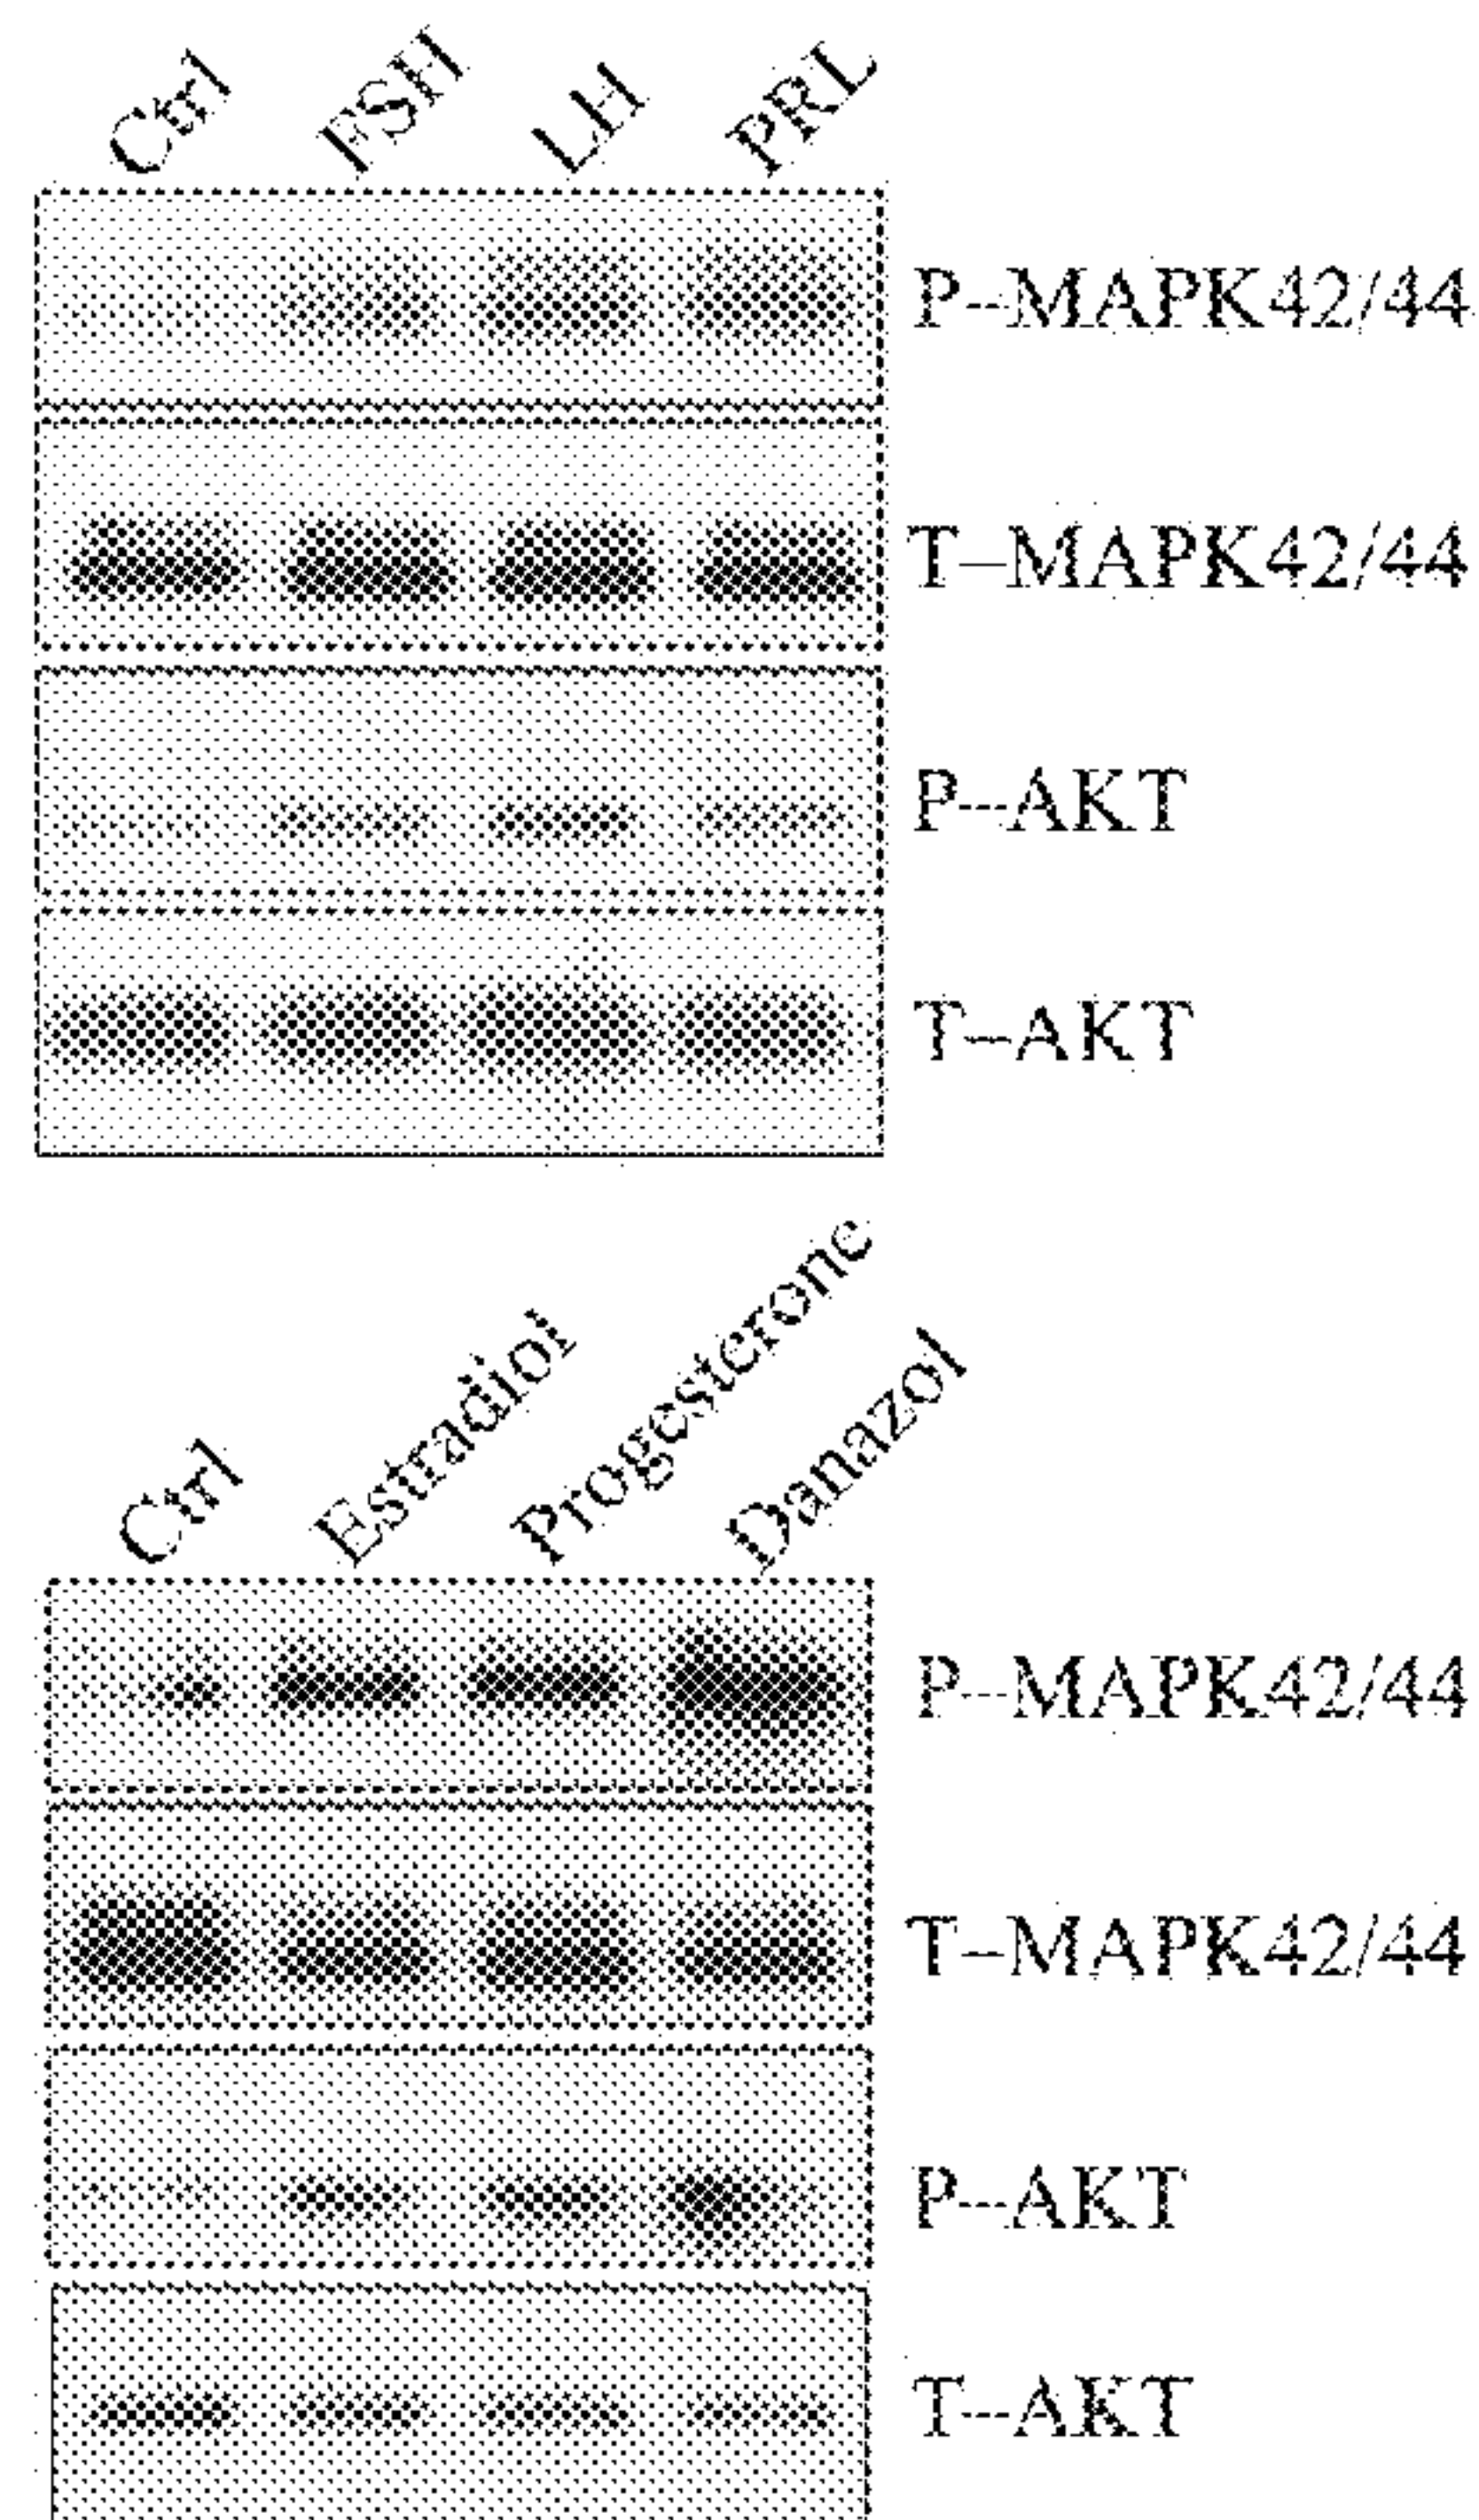 Ctrl FSH LH PRL
P-MAPK42/44
T-MAPK42/44
P-AKT
T-AKT
Ctrl Estradiol Progesterone Danazol
P-MAPK42/44
T-MAPK42/44
P-AKT
T-AKT